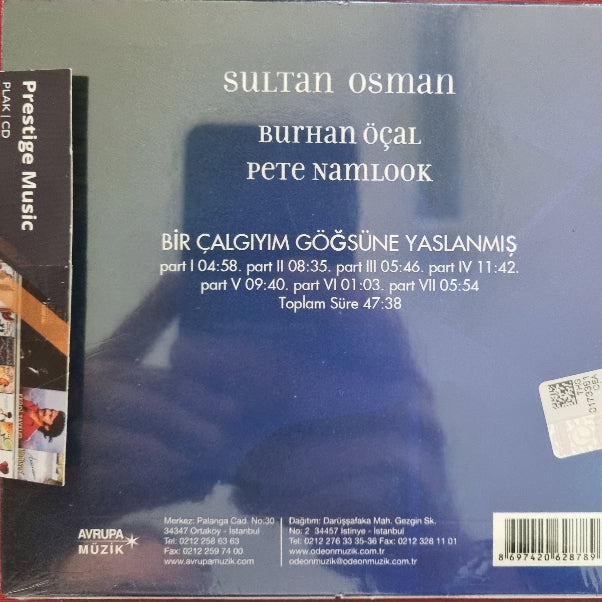 SULTAN OSMAN
BURHAN ÖÇAL
PETE NAMLOOK
BİR ÇALGIYIM GÖĞSÜNE YASLANMIŞ
part I 04:58. part II 08:35. part III 05:46. part IV 11:42.
part V 09:40. part VI 01:03. part VII 05:54
Toplam Süre 47:38
Prestige Music
PLAK | CD
AVRUPA
MÜZİK
Merkez: Palanga Cad. No:30
34347 Ortaköy - İstanbul
Tel: 0212 258 63 63
Fax: 0212 259 74 00
www.avrupamuzik.com
Dağıtım: Darüşşafaka Mah. Gezgin Sk.
No: 2 34457 İstinye - İstanbul
Tel: 0212 276 33 35-36 Fax: 0212 328 11 01
www.odeonmuzik.com.tr
odeonmuzik@odeonmuzik.com.tr
8 697420 628789